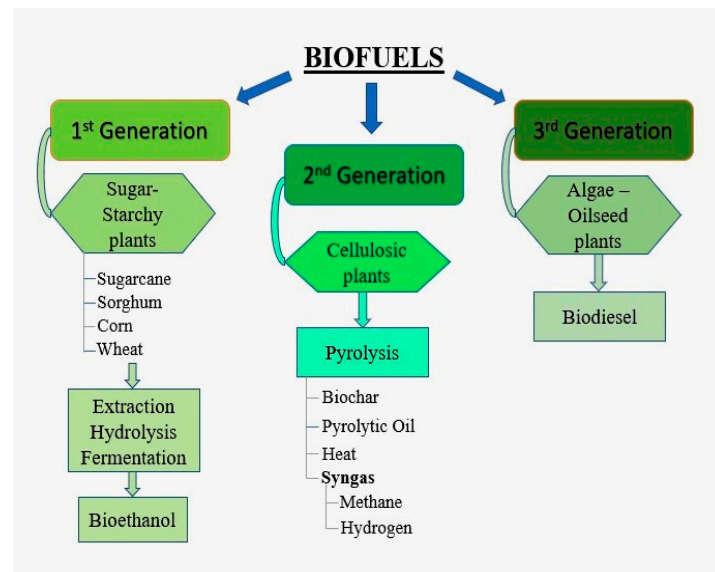 BIOFUELS
1st Generation
Sugar-
Starchy
plants
Sugarcane
Sorghum
Corn
Wheat
Extraction
Hydrolysis
Fermentation
Bioethanol
2nd Generation
Cellulosic
plants
Pyrolysis
Biochar
Pyrolytic Oil
Heat
Syngas
Methane
Hydrogen
3rd Generation
Algae –
Oilseed
plants
Biodiesel